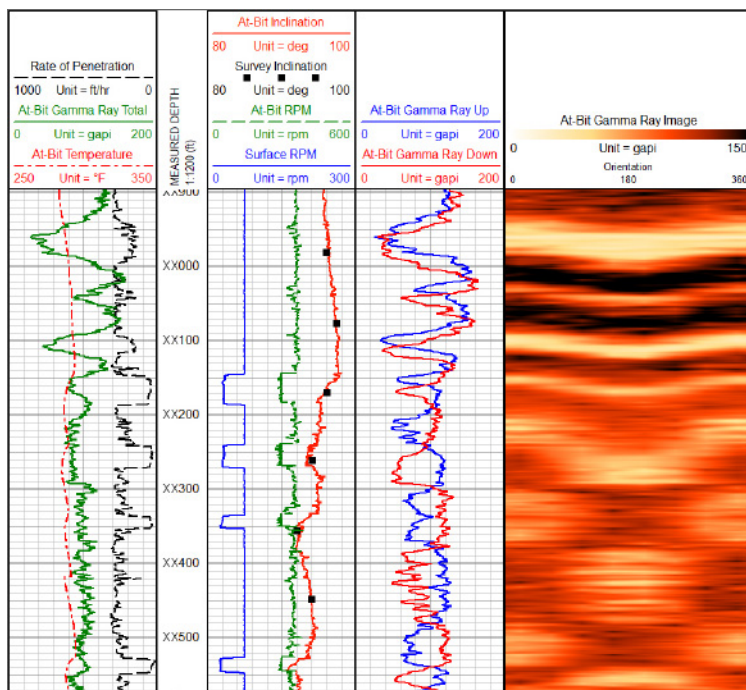 At-Bit Inclination
80 Unit = deg 100
Survey Inclination
80 Unit = deg 100
Rate of Penetration
1000 Unit = ft/hr 0
At-Bit Gamma Ray Total
0 Unit = gapi 200
At-Bit Temperature
250 Unit = °F 350
MEASURED DEPTH
1:1200 (ft)
At-Bit RPM
0 Unit = rpm 600
Surface RPM
0 Unit = rpm 300
At-Bit Gamma Ray Up
0 Unit = gapi 200
At-Bit Gamma Ray Down
0 Unit = gapi 200
At-Bit Gamma Ray Image
0 Unit = gapi 150
Orientation
0 180 360
XX900
XX000
XX100
XX200
XX300
XX400
XX500